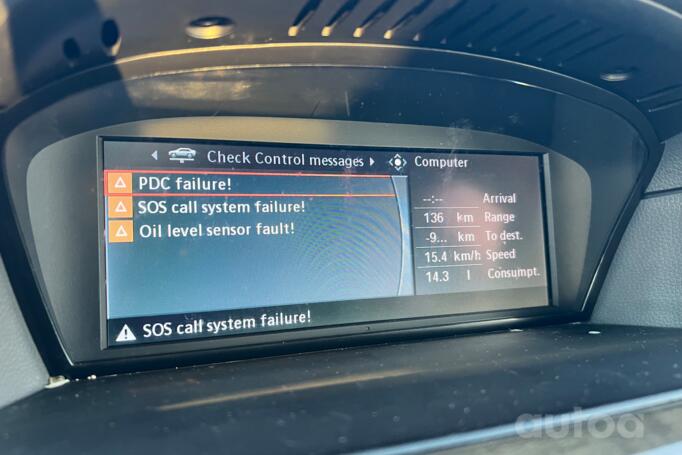 Check Control messages
PDC failure!
SOS call system failure!
Oil level sensor fault!
Computer
--:-- Arrival
136 km Range
-9... km To dest.
15.4 km/h Speed
14.3 l Consumpt.
SOS call system failure!
autoa